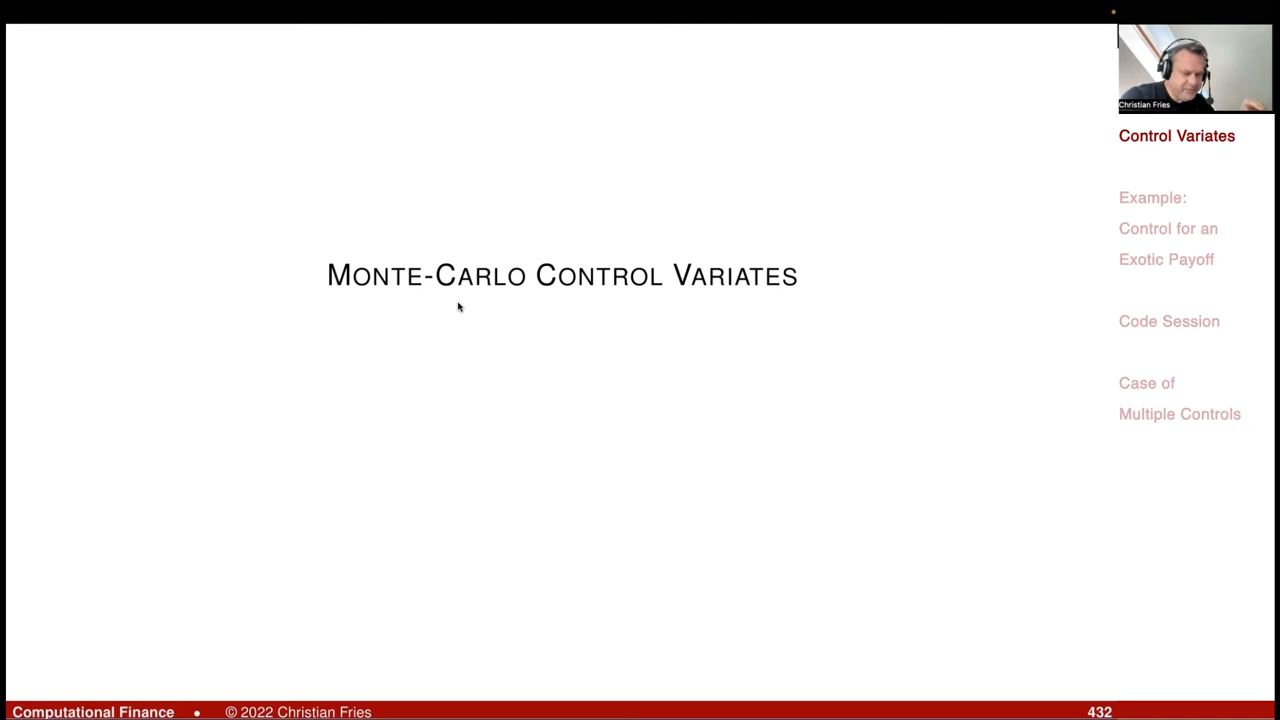 Christian Fries
Control Variates
Example:
Control for an
Exotic Payoff
Code Session
Case of
Multiple Controls
MONTE-CARLO CONTROL VARIATES
Computational Finance • © 2022 Christian Fries 432